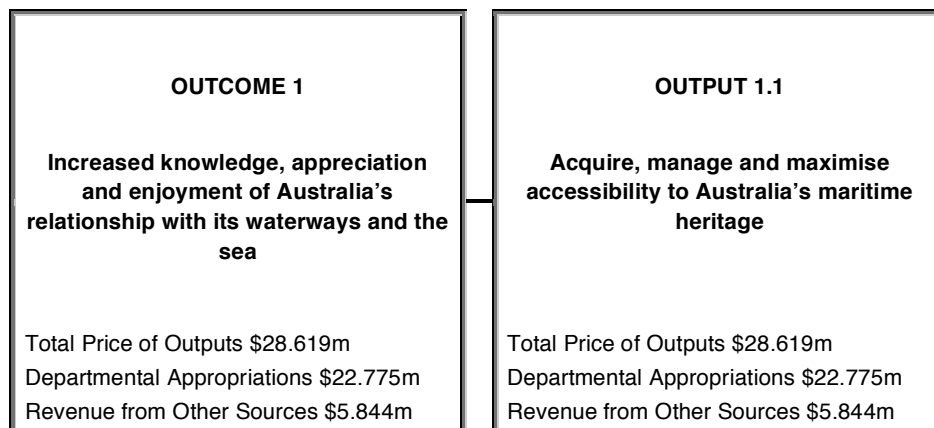 OUTCOME 1
Increased knowledge, appreciation
and enjoyment of Australia’s
relationship with its waterways and the
sea
Total Price of Outputs $28.619m
Departmental Appropriations $22.775m
Revenue from Other Sources $5.844m
OUTPUT 1.1
Acquire, manage and maximise
accessibility to Australia’s maritime
heritage
Total Price of Outputs $28.619m
Departmental Appropriations $22.775m
Revenue from Other Sources $5.844m